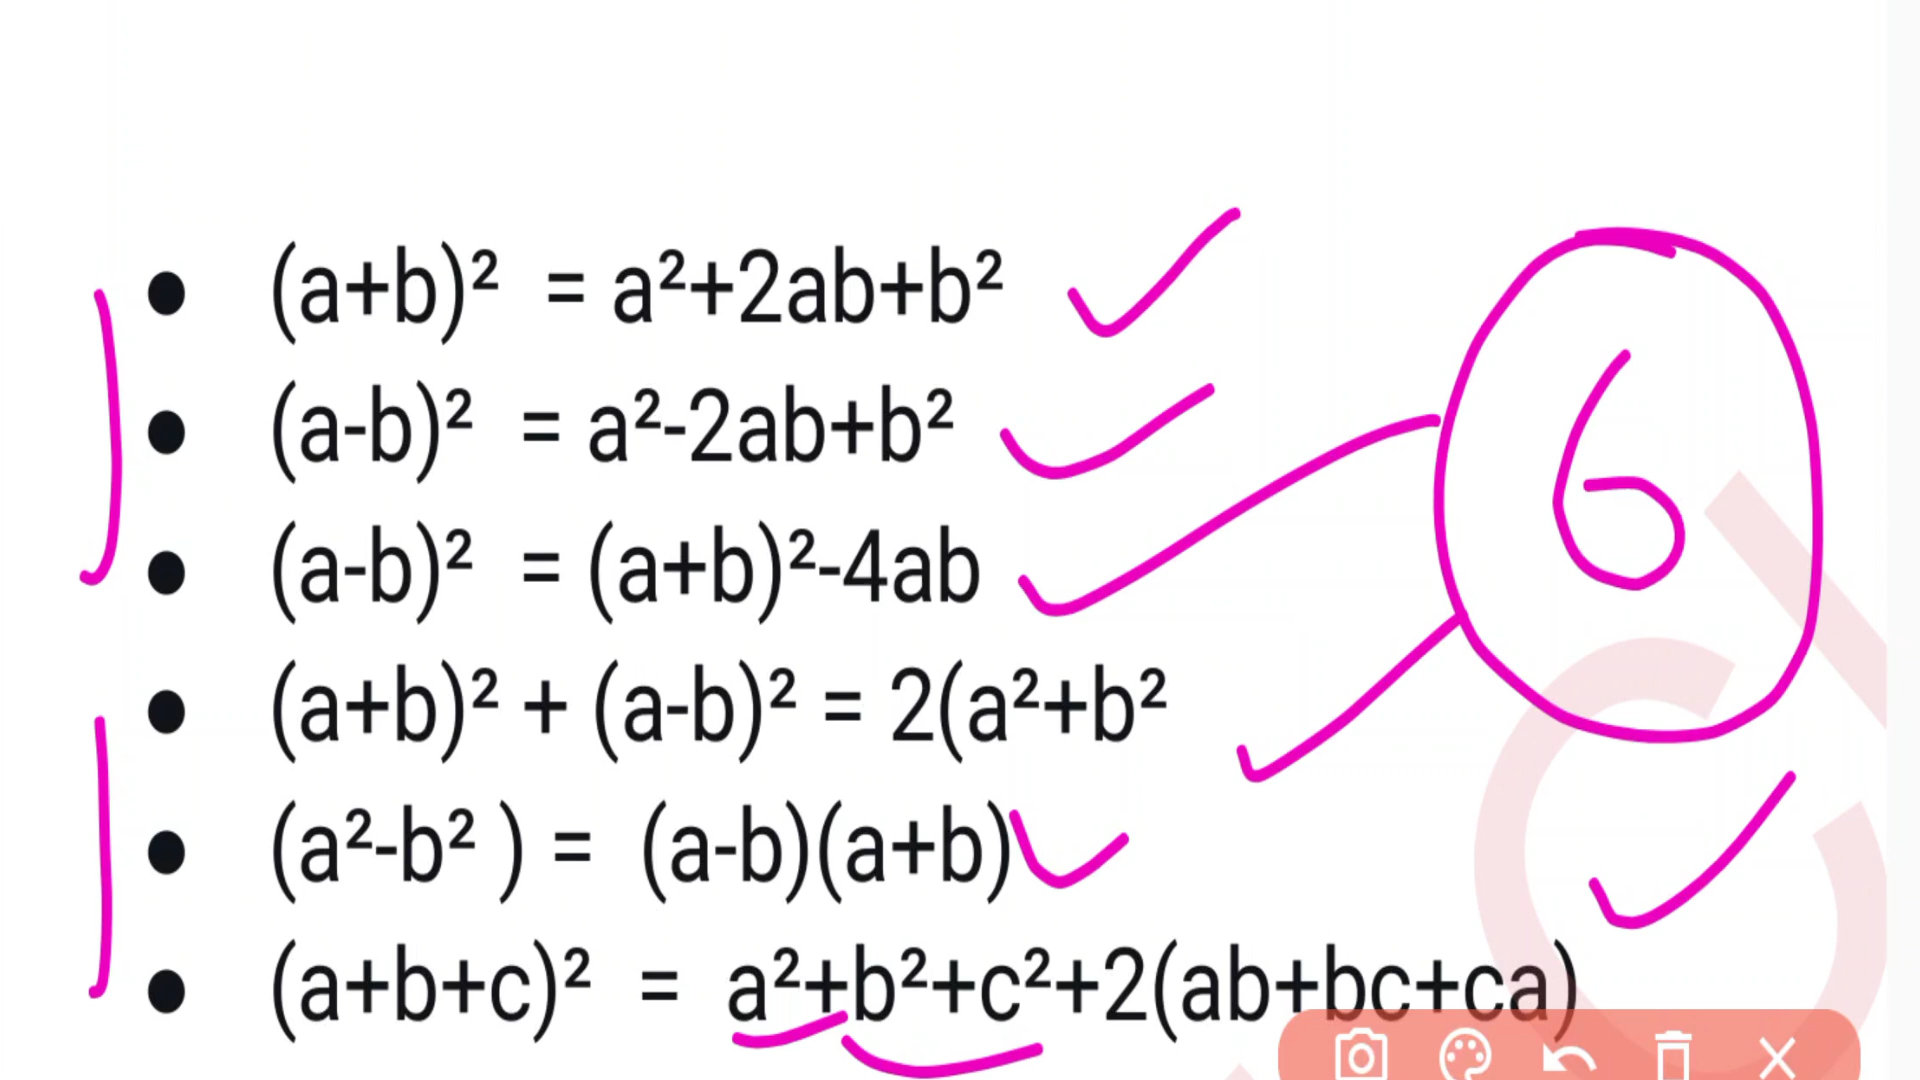 • (a+b)² = a²+2ab+b²
• (a-b)² = a²-2ab+b²
• (a-b)² = (a+b)²-4ab
6
• (a+b)² + (a-b)² = 2(a²+b²
• (a²-b² ) = (a-b)(a+b)
• (a+b+c)² = a²+b²+c²+2(ab+bc+ca)